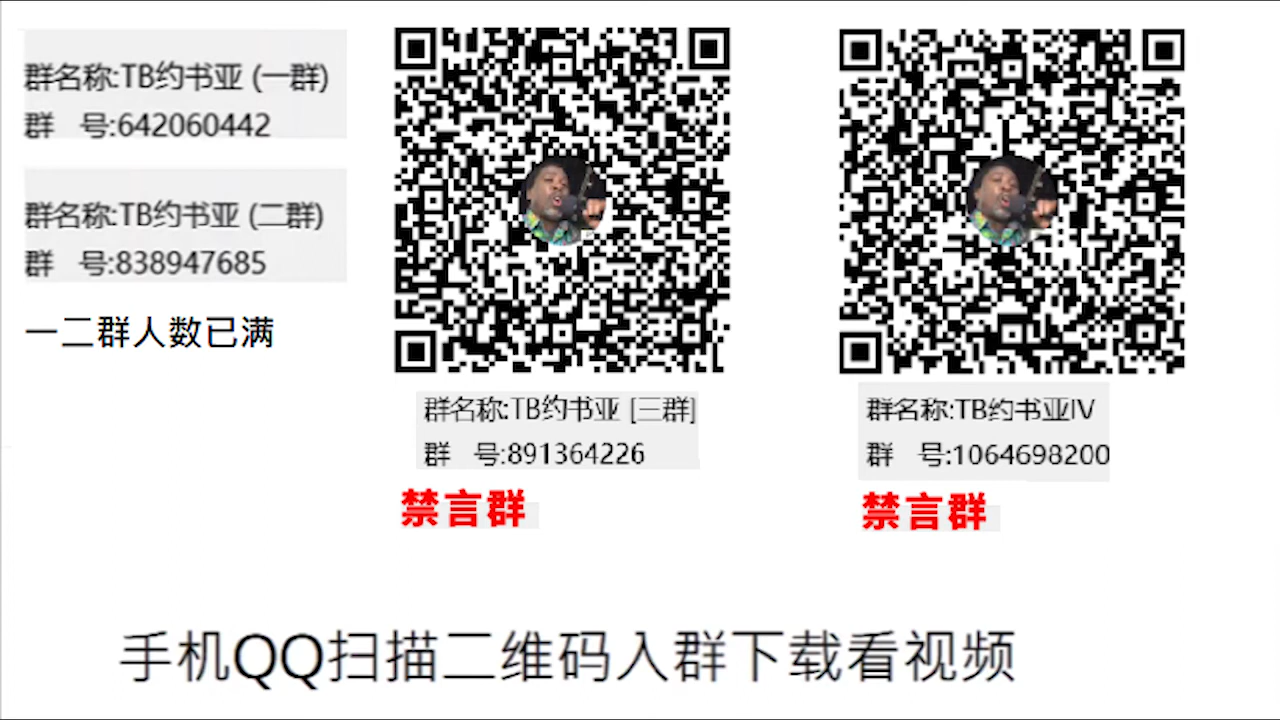 群名称:TB约书亚 (一群)
群 号:642060442
群名称:TB约书亚 (二群)
群 号:838947685
一二群人数已满
群名称:TB约书亚 [三群]
群 号:891364226
禁言群
群名称:TB约书亚IV
群 号:1064698200
禁言群
手机QQ扫描二维码入群下载看视频